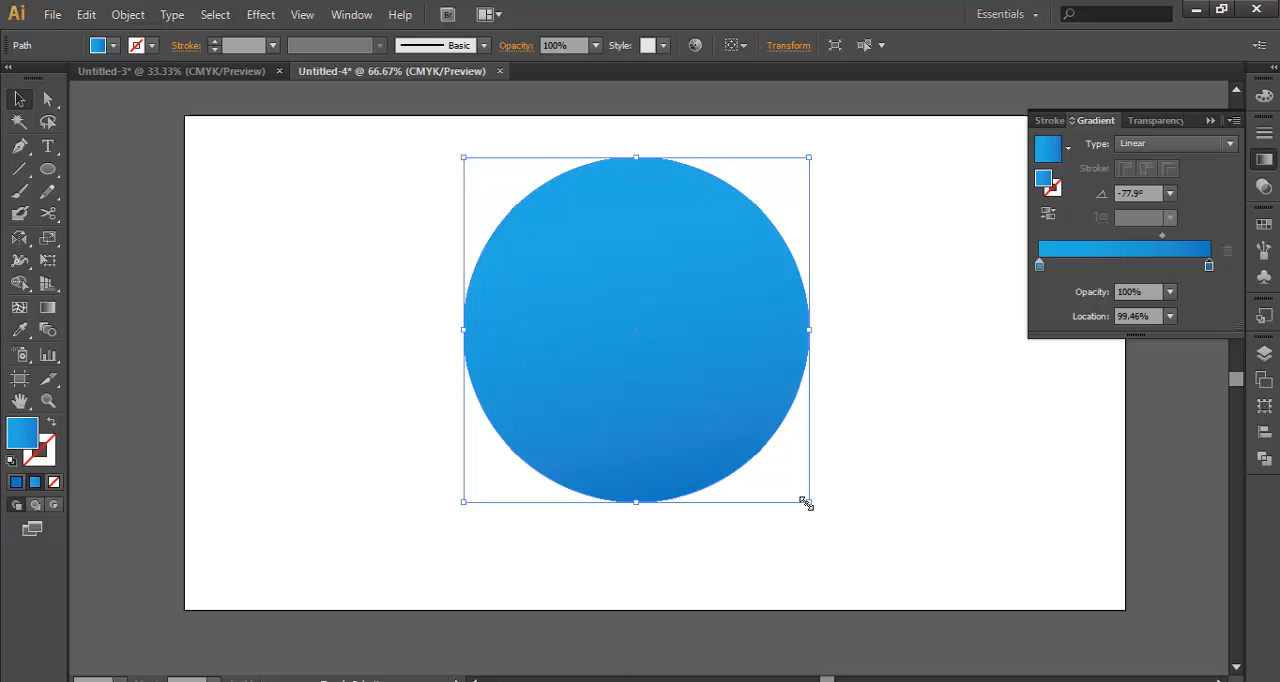 Ai File Edit Object Type Select Effect View Window Help Br Essentials
Path Stroke: Basic Opacity: 100% Style: Transform
Untitled-3* @ 33.33% (CMYK/Preview) × Untitled-4* @ 66.67% (CMYK/Preview) ×
Stroke Gradient Transparency
Type: Linear
Stroke:
-77.9°
Opacity: 100%
Location: 99.46%